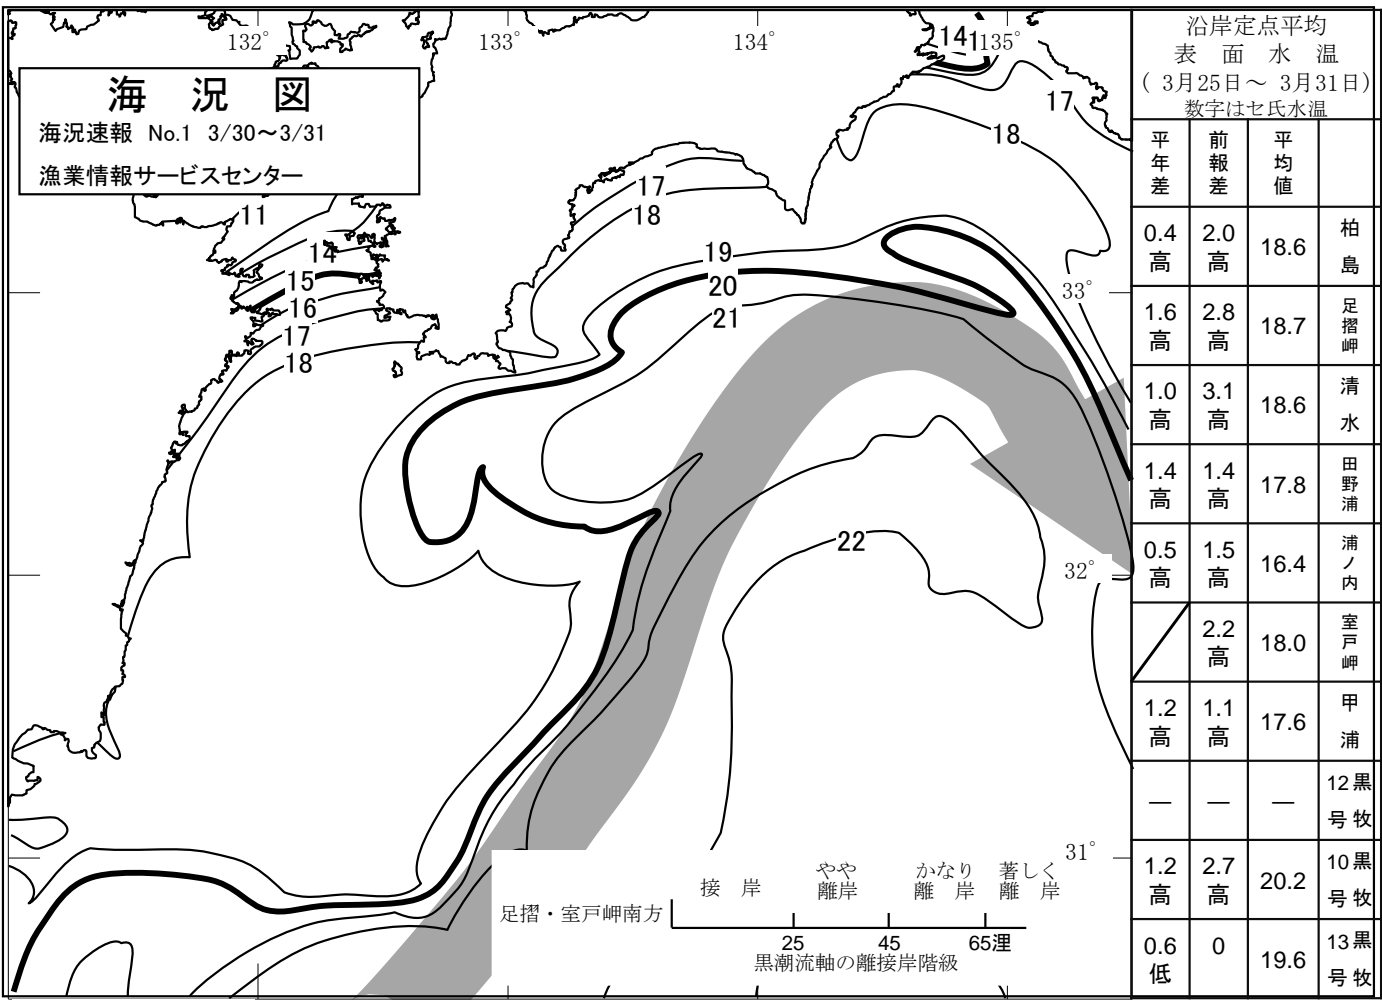 132°
133°
134°
135°
海 況 図
海況速報 No.1 3/30～3/31
漁業情報サービスセンター
11
14
15
16
17
18
17
18
19
20
21
22
14
17
18
33°
32°
31°
接 岸
やや
離岸
かなり
離 岸
著しく
離 岸
足摺・室戸岬南方
25 45 65浬
黒潮流軸の離接岸階級
沿岸定点平均
表 面 水 温
( 3月25日～ 3月31日)
数字はセ氏水温
平年差 前報差 平均値
0.4高 2.0高 18.6 柏島
1.6高 2.8高 18.7 足摺岬
1.0高 3.1高 18.6 清水
1.4高 1.4高 17.8 田野浦
0.5高 1.5高 16.4 浦ノ内
2.2高 18.0 室戸岬
1.2高 1.1高 17.6 甲浦
— — — 黒牧12号
1.2高 2.7高 20.2 黒牧10号
0.6低 0 19.6 黒牧13号